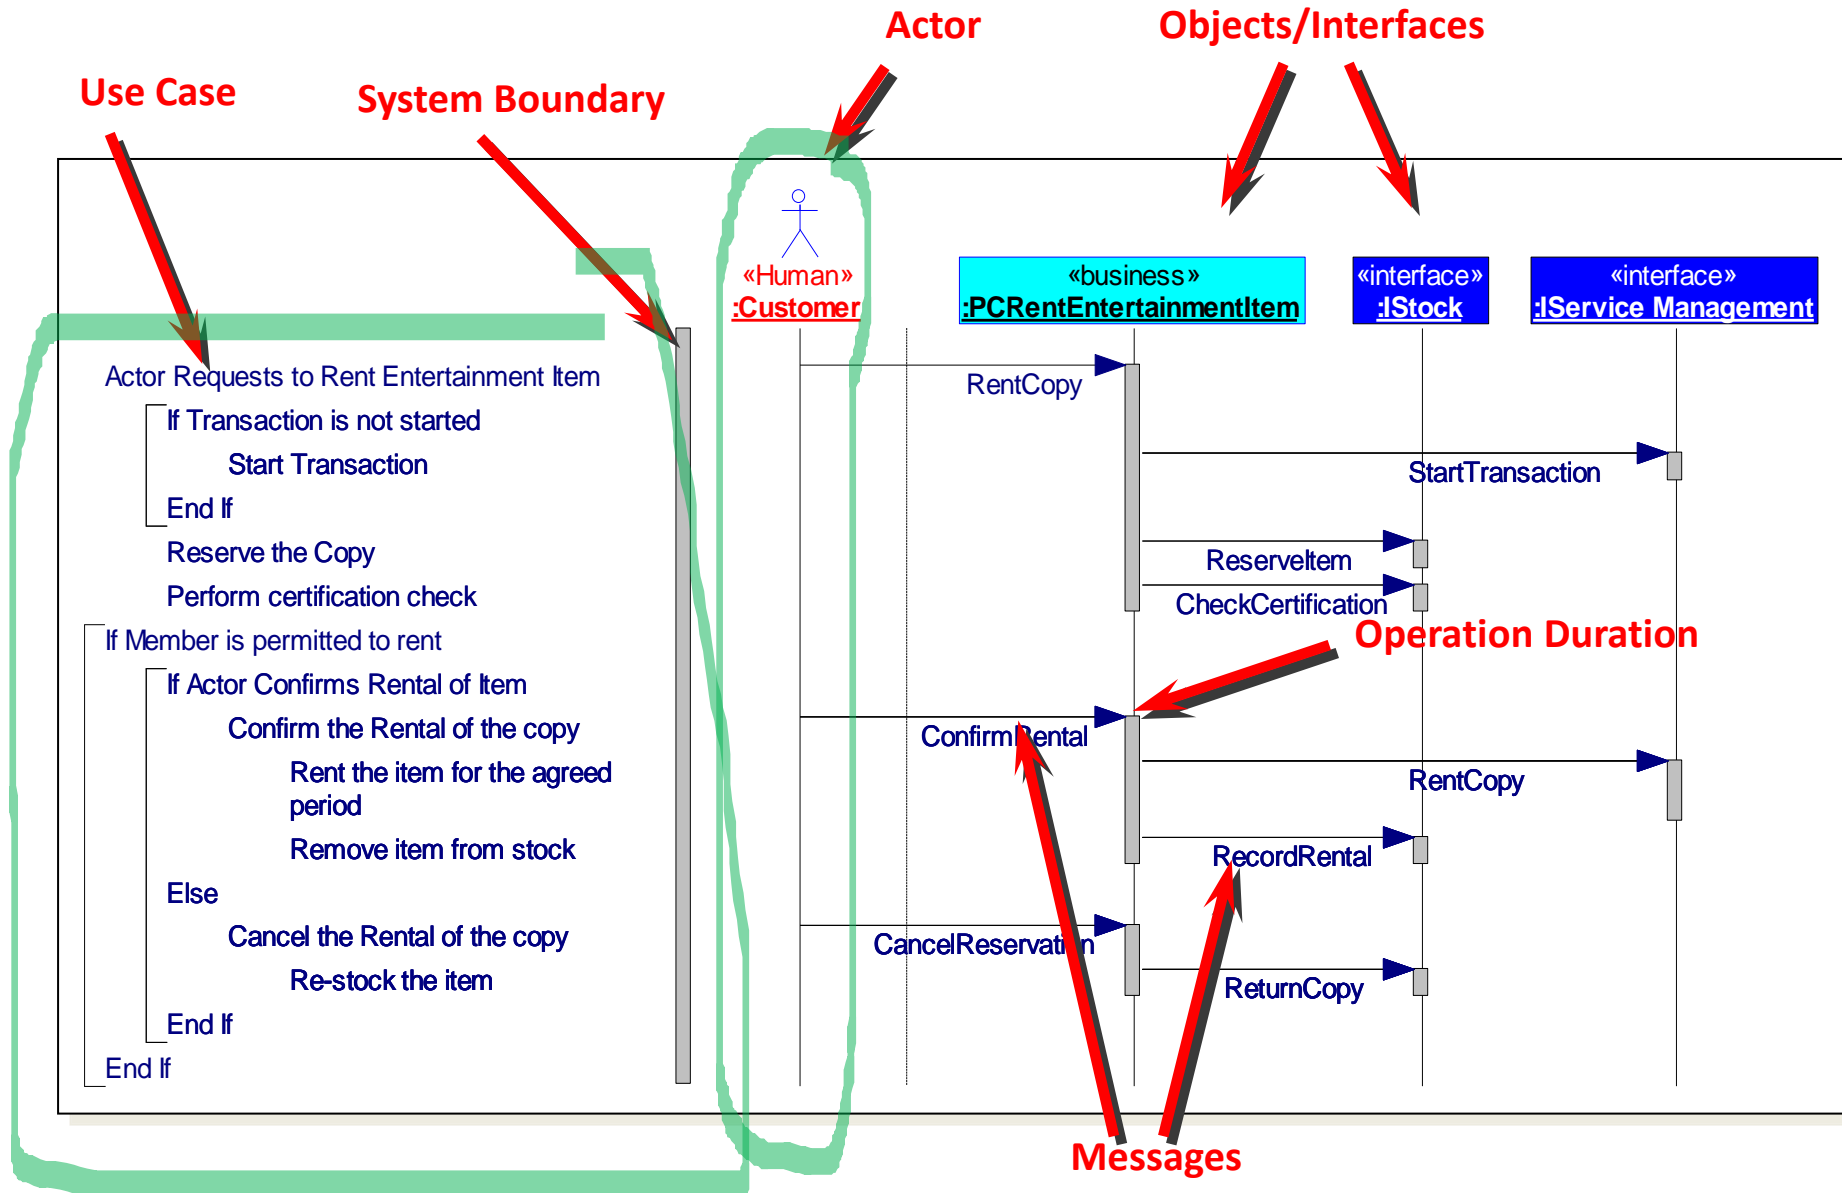 Actor
Objects/Interfaces
Use Case
System Boundary
«Human»
:Customer
«business»
:PCRentEntertainmentItem
«interface»
:IStock
«interface»
:IService Management
Actor Requests to Rent Entertainment Item
If Transaction is not started
Start Transaction
End If
Reserve the Copy
Perform certification check
If Member is permitted to rent
If Actor Confirms Rental of Item
Confirm the Rental of the copy
Rent the item for the agreed
period
Remove item from stock
Else
Cancel the Rental of the copy
Re-stock the item
End If
End If
RentCopy
StartTransaction
ReserveItem
CheckCertification
Operation Duration
ConfirmRental
RentCopy
RecordRental
CancelReservation
ReturnCopy
Messages